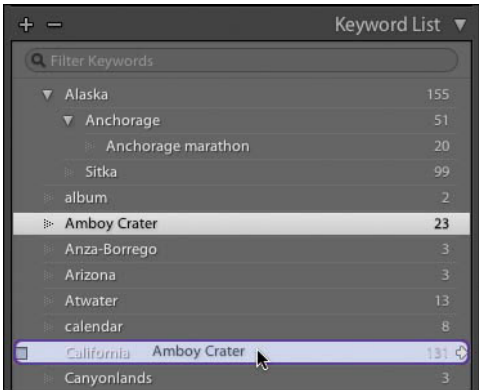 Keyword List
Filter Keywords
Alaska 155
Anchorage 51
Anchorage marathon 20
Sitka 99
album 2
Amboy Crater 23
Anza-Borrego 3
Arizona 3
Atwater 13
calendar 8
California Amboy Crater 131
Canyonlands 3